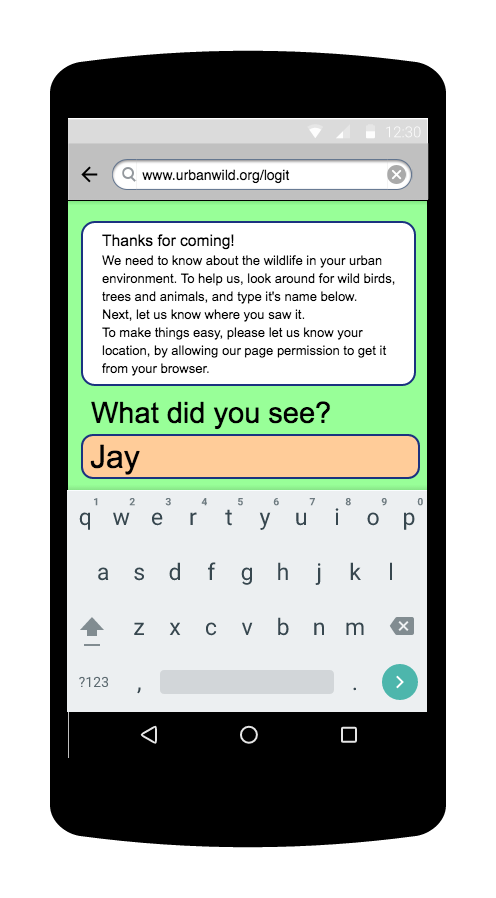 12:30
www.urbanwild.org/logit
Thanks for coming!
We need to know about the wildlife in your urban
environment. To help us, look around for wild birds,
trees and animals, and type it's name below.
Next, let us know where you saw it.
To make things easy, please let us know your
location, by allowing our page permission to get it
from your browser.
What did you see?
Jay
1 2 3 4 5 6 7 8 9 0
q w e r t y u i o p
a s d f g h j k l
z x c v b n m
?123 , .